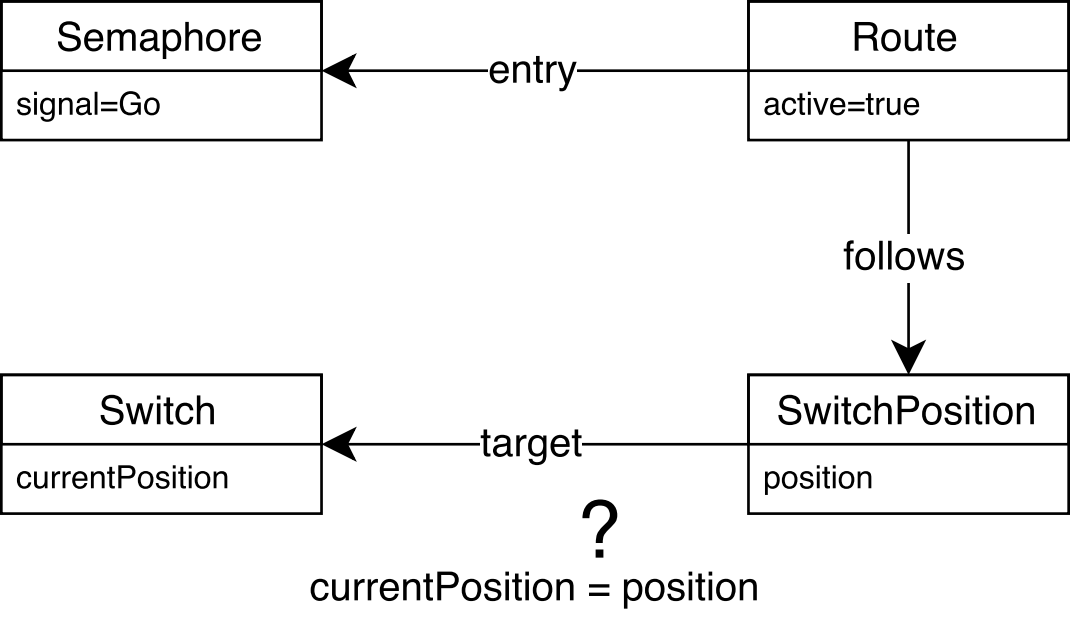 Semaphore
signal=Go
entry
Route
active=true
follows
Switch
currentPosition
target
SwitchPosition
position
?
currentPosition = position